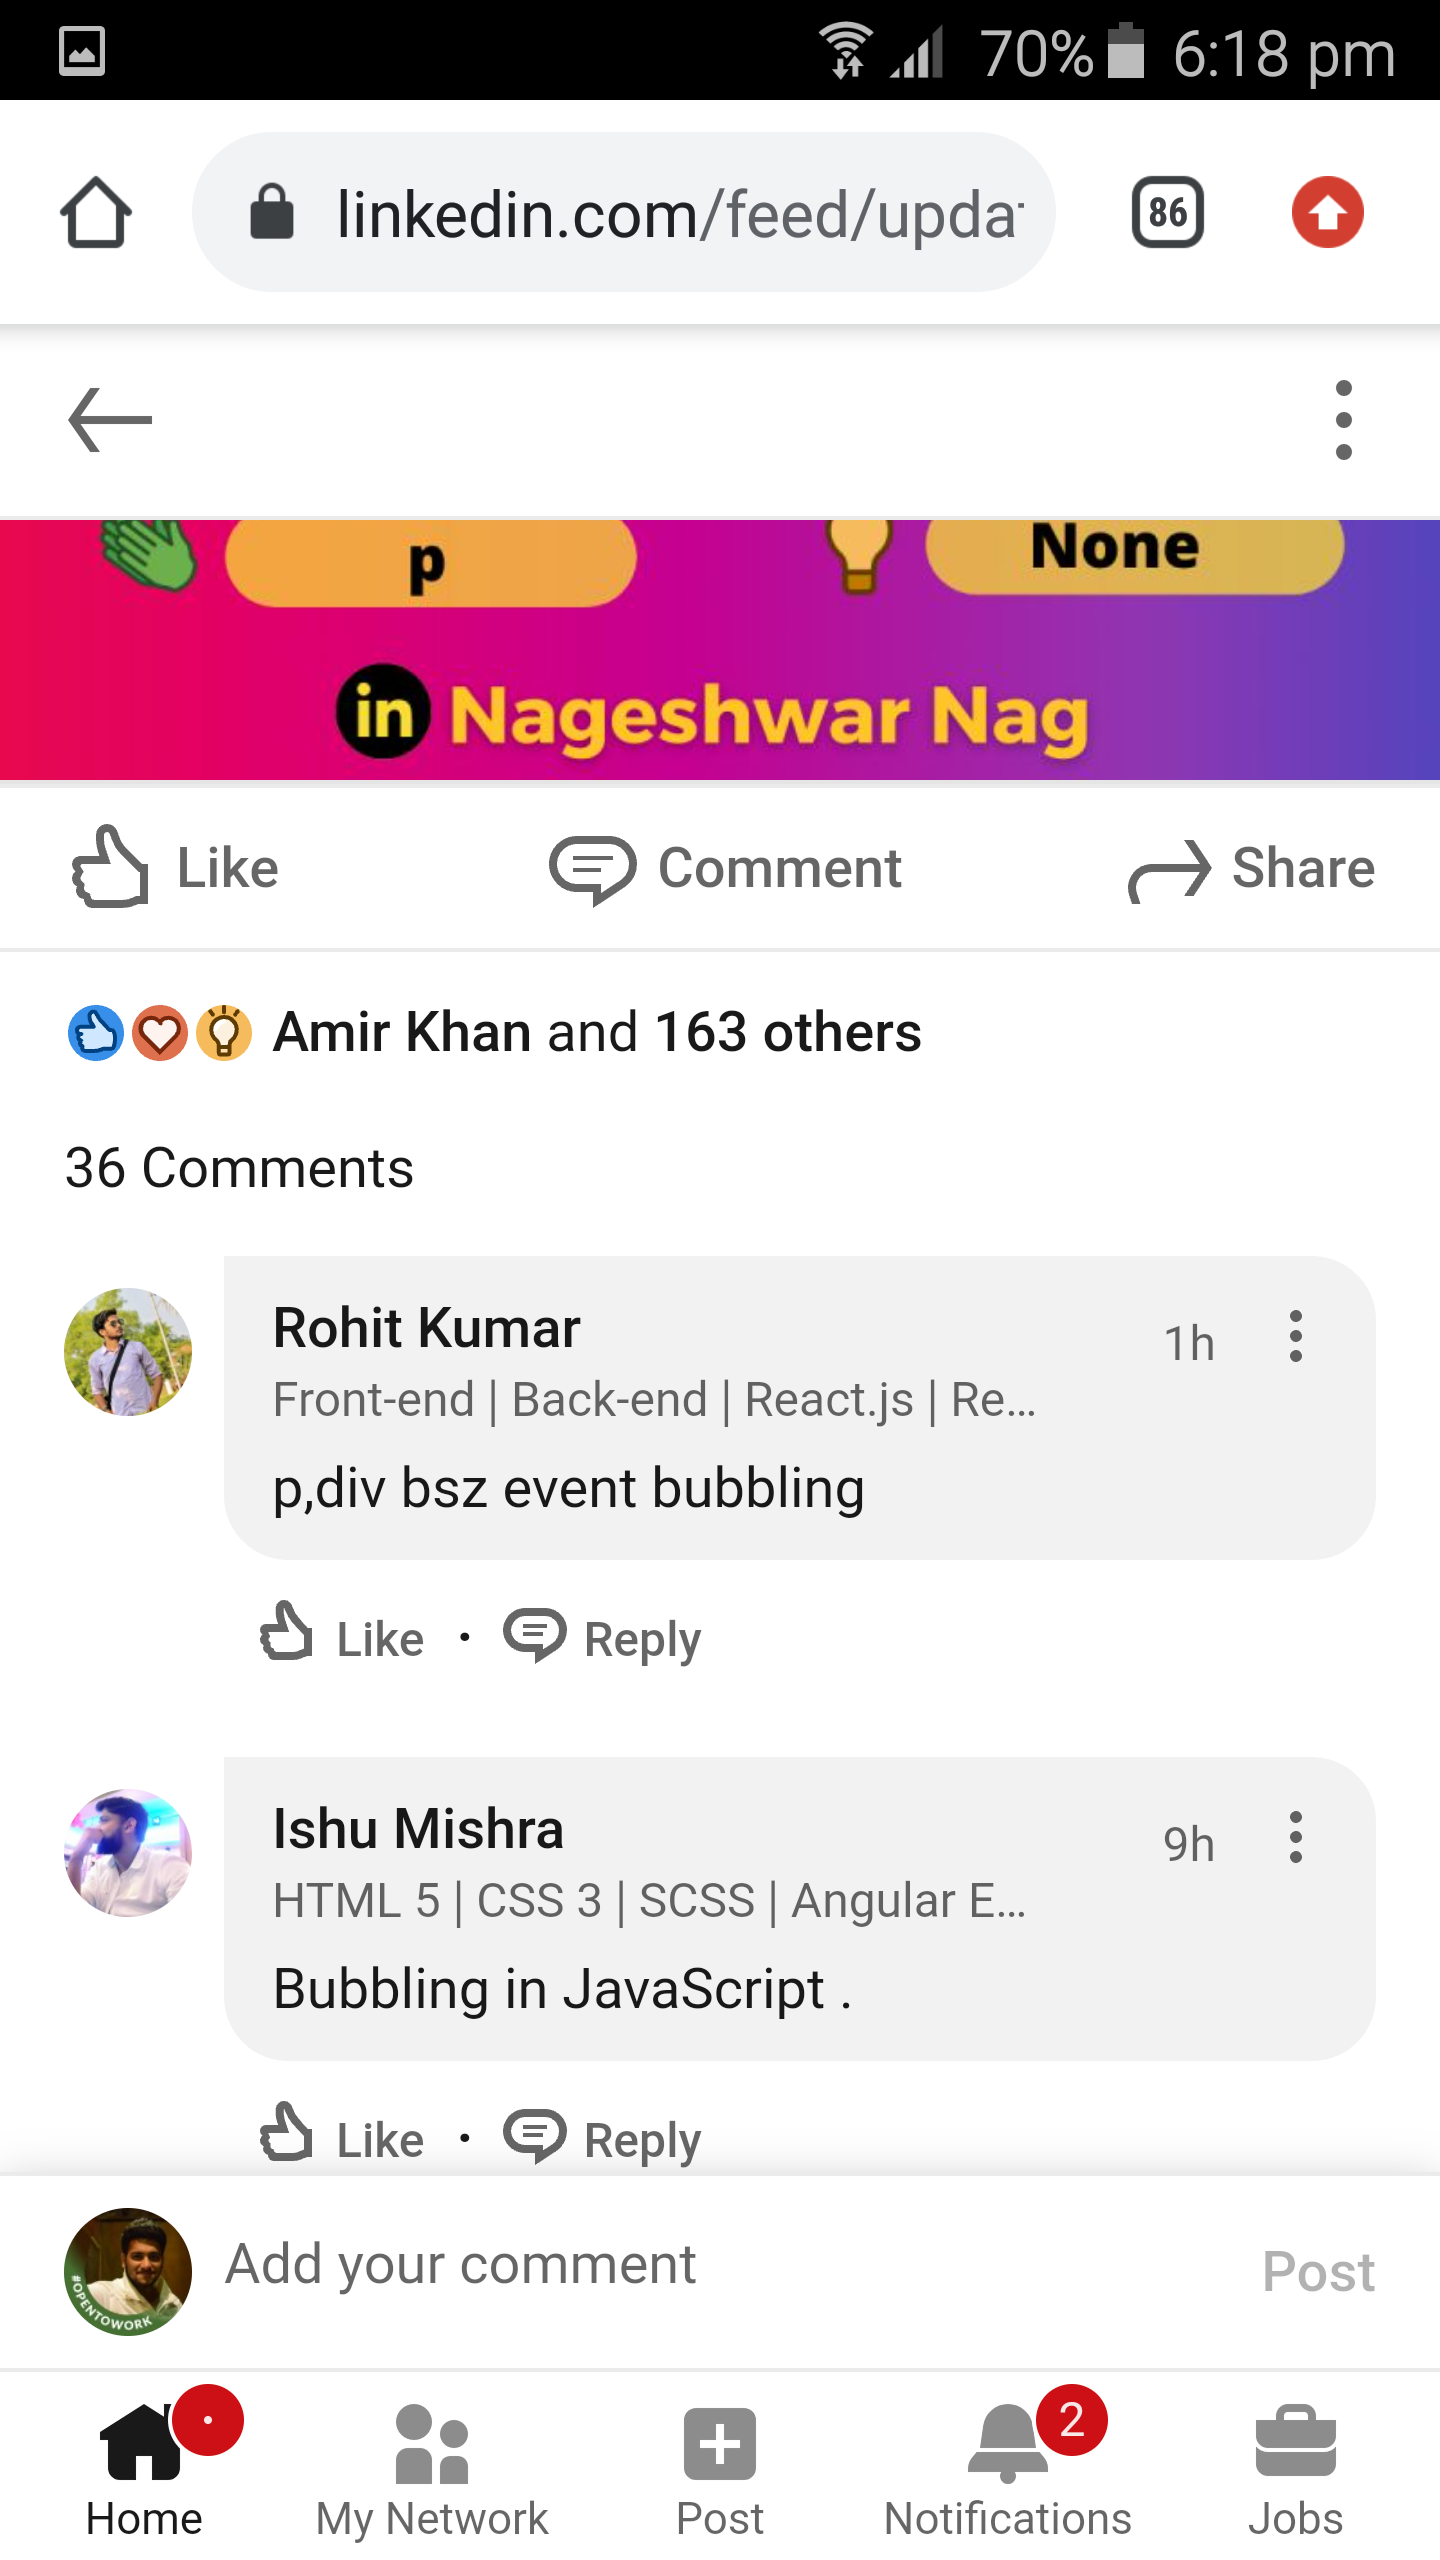 70% 6:18 pm
linkedin.com/feed/upda
86
p None
in Nageshwar Nag
Like Comment Share
Amir Khan and 163 others
36 Comments
Rohit Kumar 1h
Front-end | Back-end | React.js | Re...
p,div bsz event bubbling
Like • Reply
Ishu Mishra 9h
HTML 5 | CSS 3 | SCSS | Angular E...
Bubbling in JavaScript .
Like • Reply
#OPENTOWORK
Add your comment Post
2
Home My Network Post Notifications Jobs